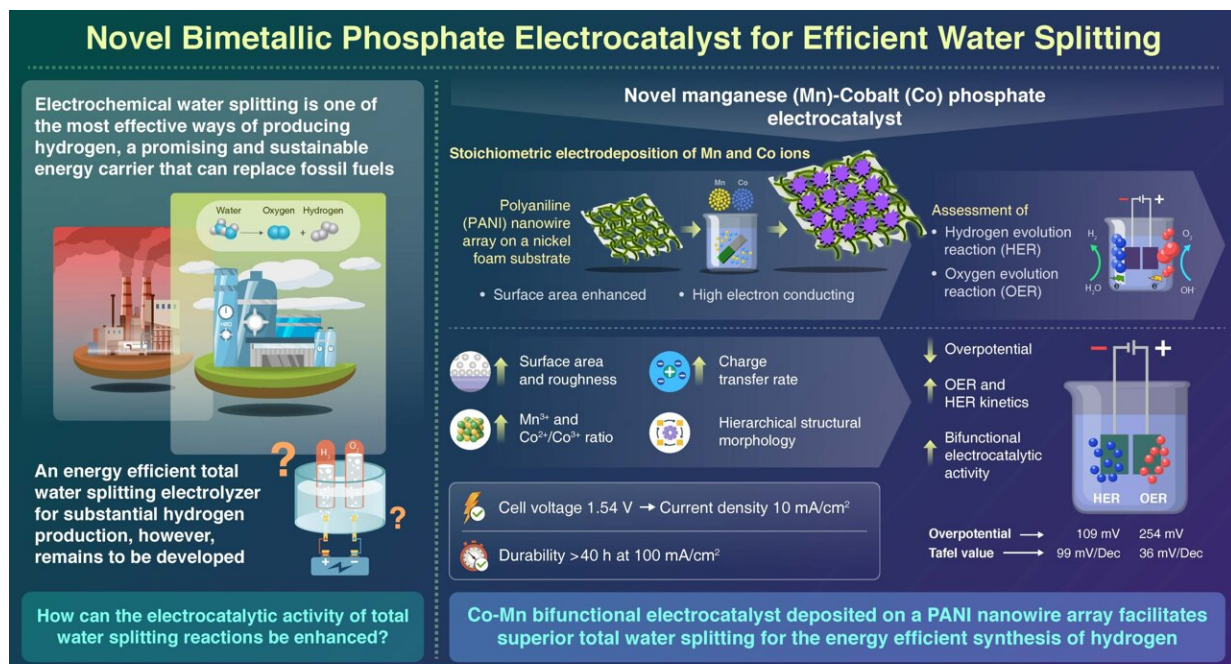 Novel Bimetallic Phosphate Electrocatalyst for Efficient Water Splitting
Electrochemical water splitting is one of
the most effective ways of producing
hydrogen, a promising and sustainable
energy carrier that can replace fossil fuels
Water Oxygen Hydrogen
+
H2O
An energy efficient total
water splitting electrolyzer
for substantial hydrogen
production, however,
remains to be developed
?
H₂ O₂
?
+ −
How can the electrocatalytic activity of total
water splitting reactions be enhanced?
Novel manganese (Mn)-Cobalt (Co) phosphate
electrocatalyst
Stoichiometric electrodeposition of Mn and Co ions
Polyaniline
(PANI) nanowire
array on a nickel
foam substrate
Mn Co
• Surface area enhanced
• High electron conducting
Assessment of
• Hydrogen evolution
reaction (HER)
• Oxygen evolution
reaction (OER)
− +
H₂ O₂
e⁻ e⁻
H₂O OH
Surface area
and roughness
Charge
transfer rate
Mn³⁺ and
Co²⁺/Co³⁺ ratio
Hierarchical structural
morphology
Cell voltage 1.54 V → Current density 10 mA/cm²
Durability >40 h at 100 mA/cm²
Overpotential
OER and
HER kinetics
Bifunctional
electrocatalytic
activity
− +
HER OER
Overpotential → 109 mV 254 mV
Tafel value → 99 mV/Dec 36 mV/Dec
Co-Mn bifunctional electrocatalyst deposited on a PANI nanowire array facilitates
superior total water splitting for the energy efficient synthesis of hydrogen